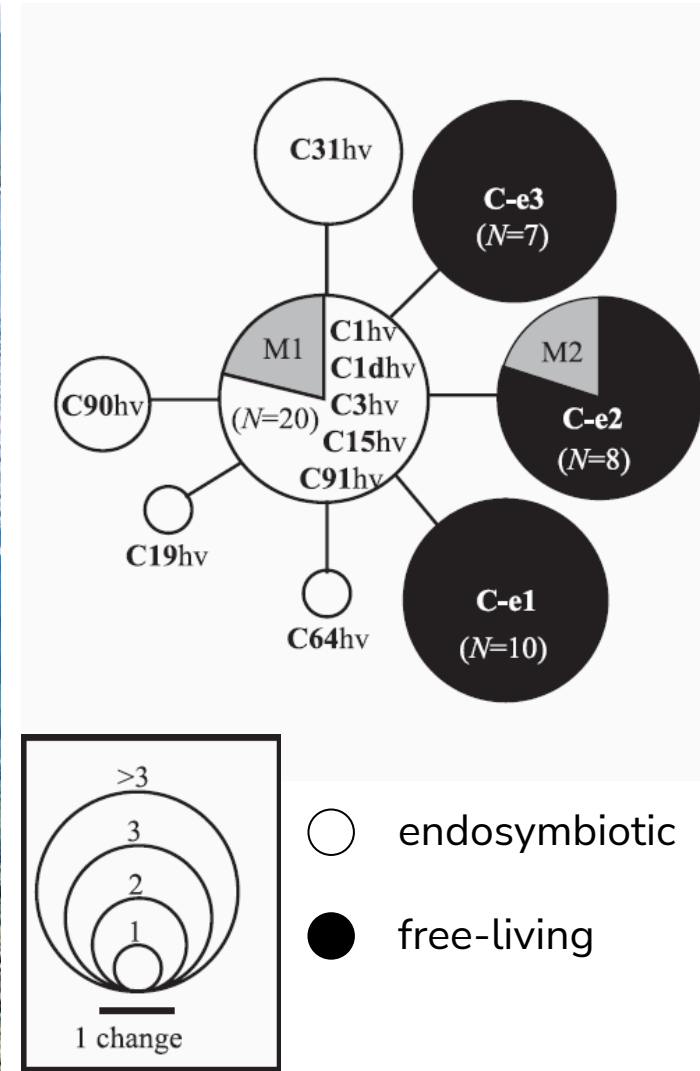 C31hv
C-e3
(N=7)
M1
C1hv
C1dhv
C3hv
(N=20)
C15hv
C91hv
M2
C-e2
(N=8)
C90hv
C19hv
C64hv
C-e1
(N=10)
>3
3
2
1
1 change
endosymbiotic
free-living